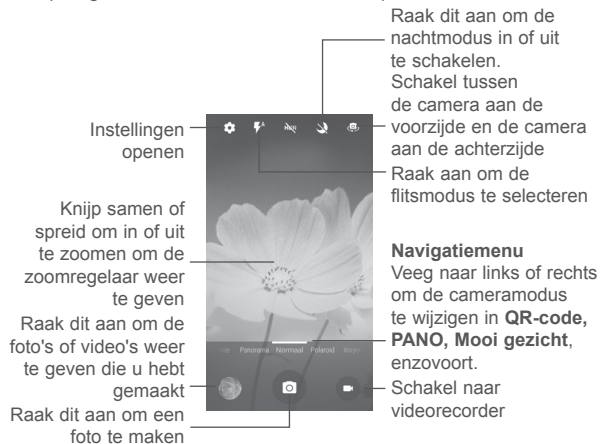 Raak dit aan om de
nachtmodus in of uit
te schakelen.
Schakel tussen
de camera aan de
voorzijde en de camera
aan de achterzijde
Raak aan om de
flitsmodus te selecteren
Instellingen
openen
Knijp samen of
spreid om in of uit
te zoomen om de
zoomregelaar weer
te geven
Navigatiemenu
Veeg naar links of rechts
om de cameramodus
te wijzigen in QR-code,
PANO, Mooi gezicht,
enzovoort.
Raak dit aan om de
foto's of video's weer
te geven die u hebt
gemaakt
Schakel naar
videorecorder
Raak dit aan om een
foto te maken
A
HDR
Panorama Normaal Polaroid